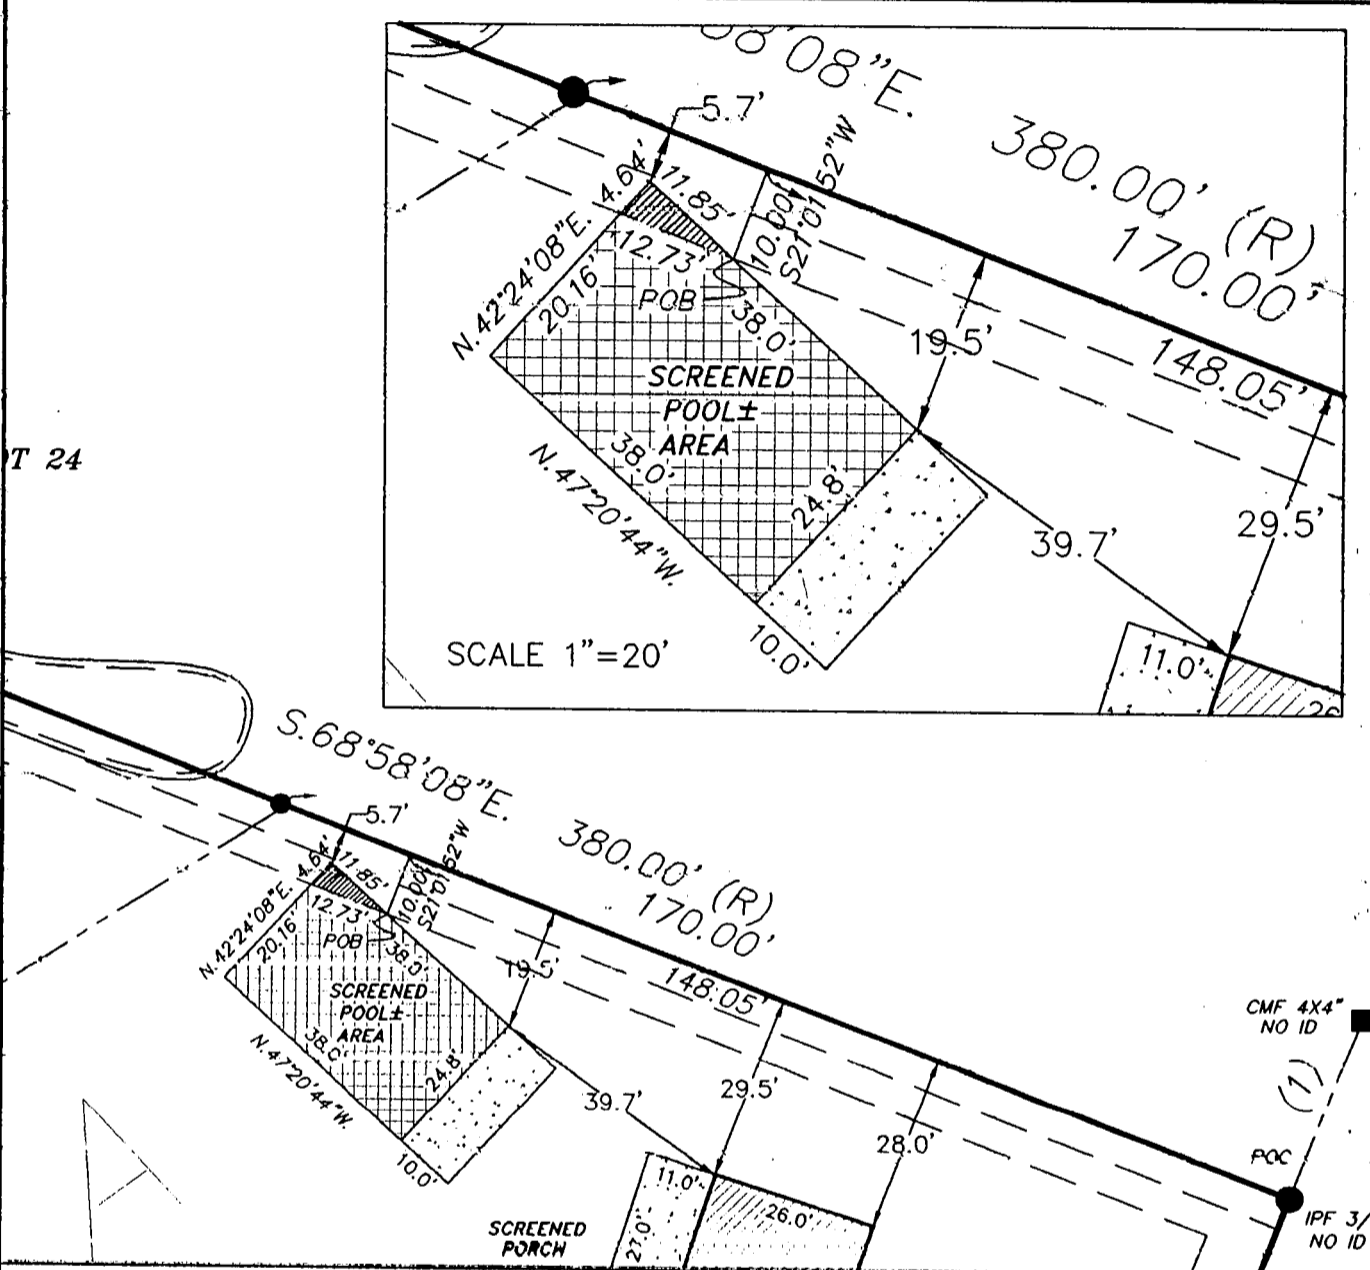 08"E.
380.00' (R)
170.00'
5.7'
11.85'
4.64'
N.42°24'08"E.
20.16'
12.73'
10.00'
S21°01'52"W
POB
38.0'
19.5'
148.05'
SCREENED
POOL±
AREA
38.0'
24.8'
N.47°20'44"W.
39.7'
29.5'
10.0'
11.0'
SCALE 1"=20'
T 24
S.68°58'08"E.
380.00' (R)
170.00'
5.7'
11.85'
4.64'
N.42°24'08"E.
20.16'
12.73'
10.00'
S21°01'52"W
POB
38.0'
19.5'
148.05'
SCREENED
POOL±
AREA
38.0'
24.8'
N.47°20'44"W.
39.7'
29.5'
28.0'
10.0'
11.0'
26.0'
27.0'
SCREENED
PORCH
CMF 4X4"
NO ID
(1)
POC
IPF 3/
NO ID